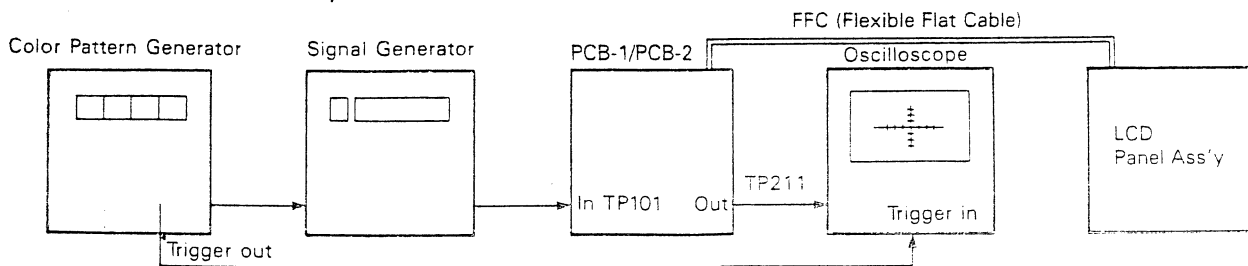 FFC (Flexible Flat Cable)
Color Pattern Generator
Signal Generator
PCB-1/PCB-2
Oscilloscope
LCD
Panel Ass'y
TP211
In TP101
Out
Trigger in
Trigger out